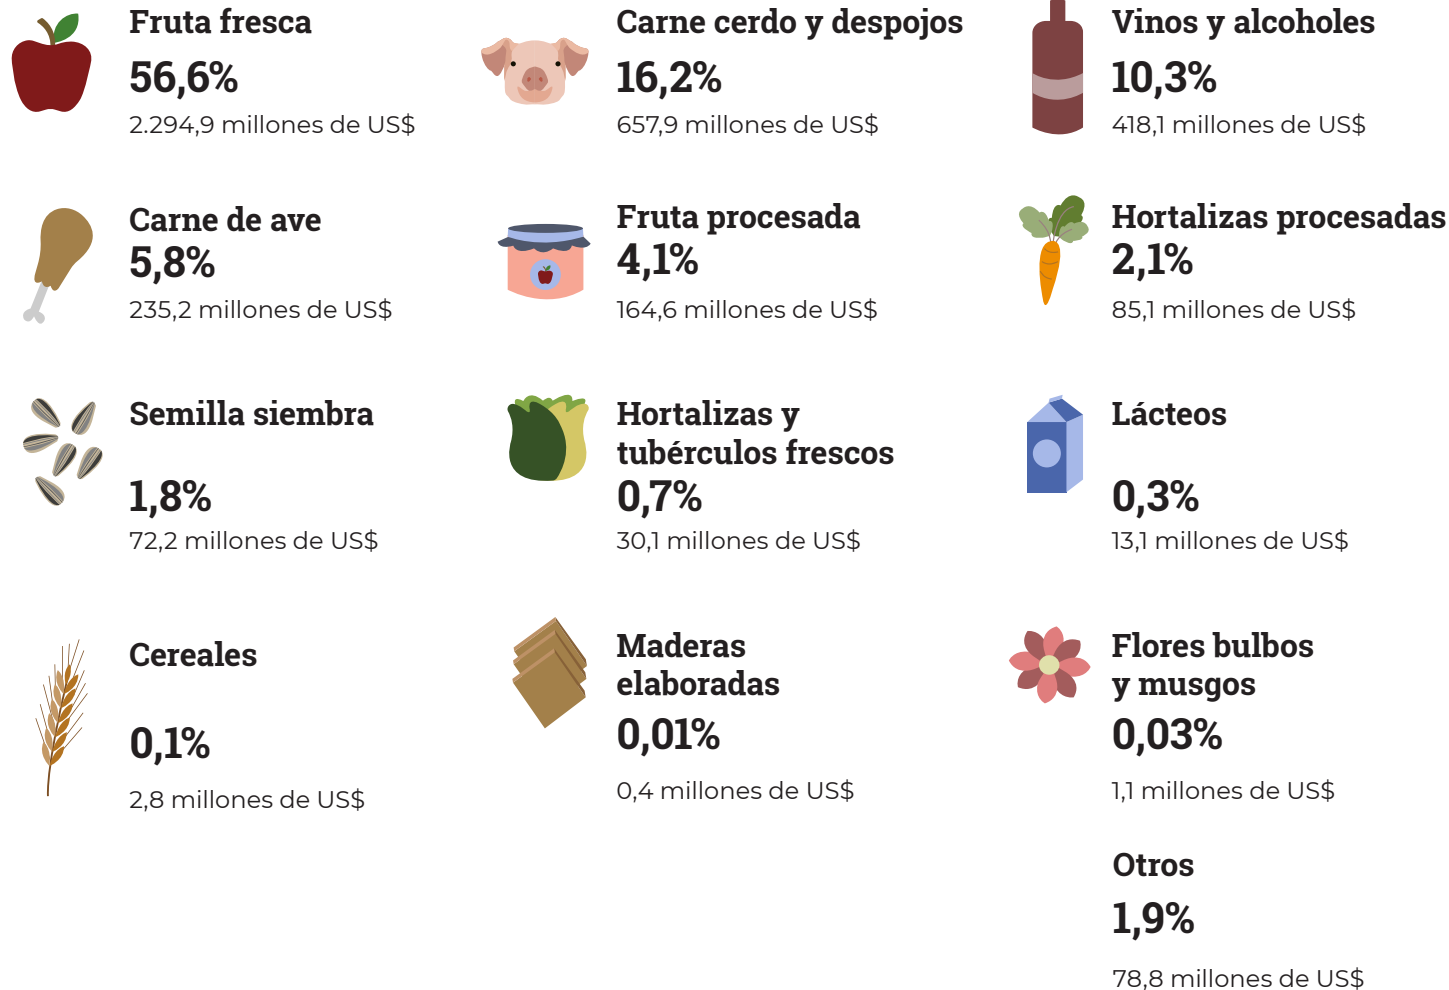 Fruta fresca
56,6%
2.294,9 millones de US$
Carne cerdo y despojos
16,2%
657,9 millones de US$
Vinos y alcoholes
10,3%
418,1 millones de US$
Carne de ave
5,8%
235,2 millones de US$
Fruta procesada
4,1%
164,6 millones de US$
Hortalizas procesadas
2,1%
85,1 millones de US$
Semilla siembra
1,8%
72,2 millones de US$
Hortalizas y
tubérculos frescos
0,7%
30,1 millones de US$
Lácteos
0,3%
13,1 millones de US$
Cereales
0,1%
2,8 millones de US$
Maderas
elaboradas
0,01%
0,4 millones de US$
Flores bulbos
y musgos
0,03%
1,1 millones de US$
Otros
1,9%
78,8 millones de US$